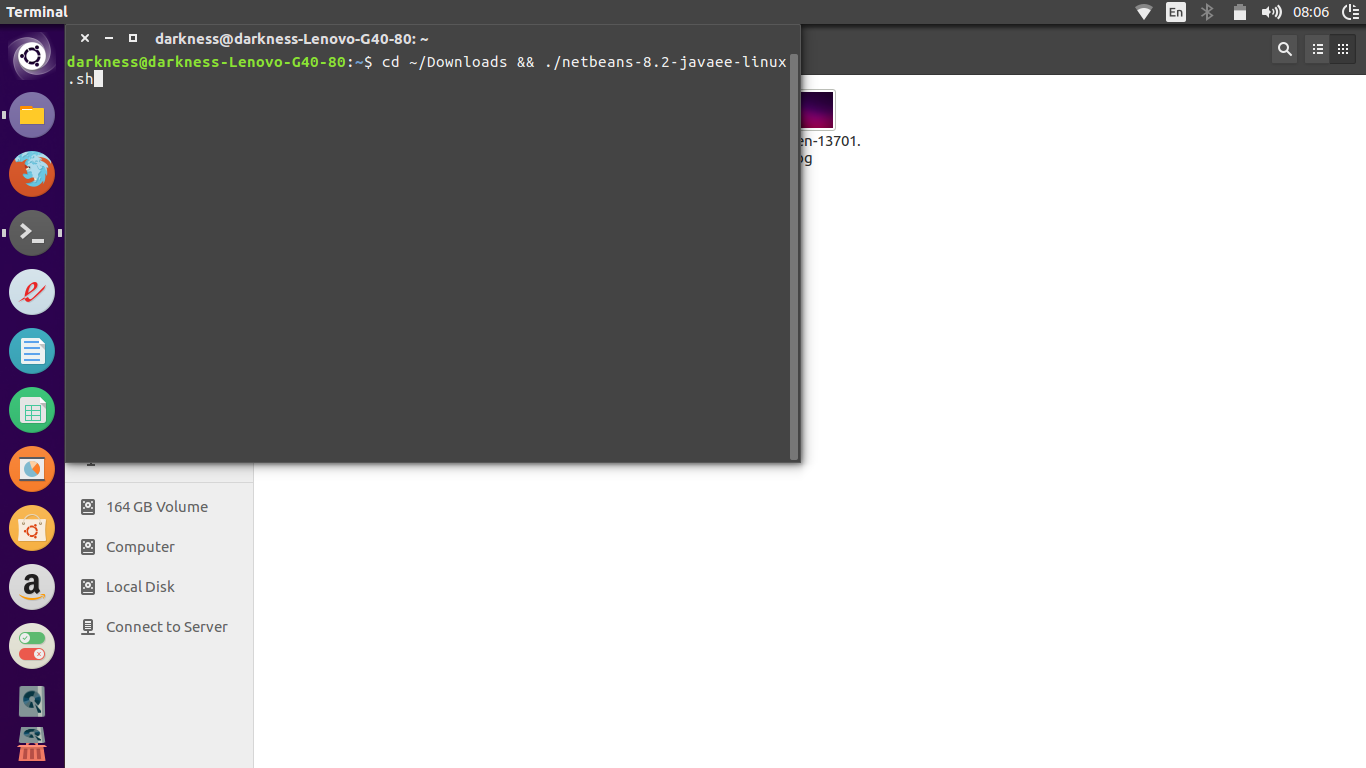 Terminal
En
08:06
darkness@darkness-Lenovo-G40-80: ~
darkness@darkness-Lenovo-G40-80:~$ cd ~/Downloads && ./netbeans-8.2-javaee-linux
.sh
en-13701.
pg
164 GB Volume
Computer
Local Disk
Connect to Server